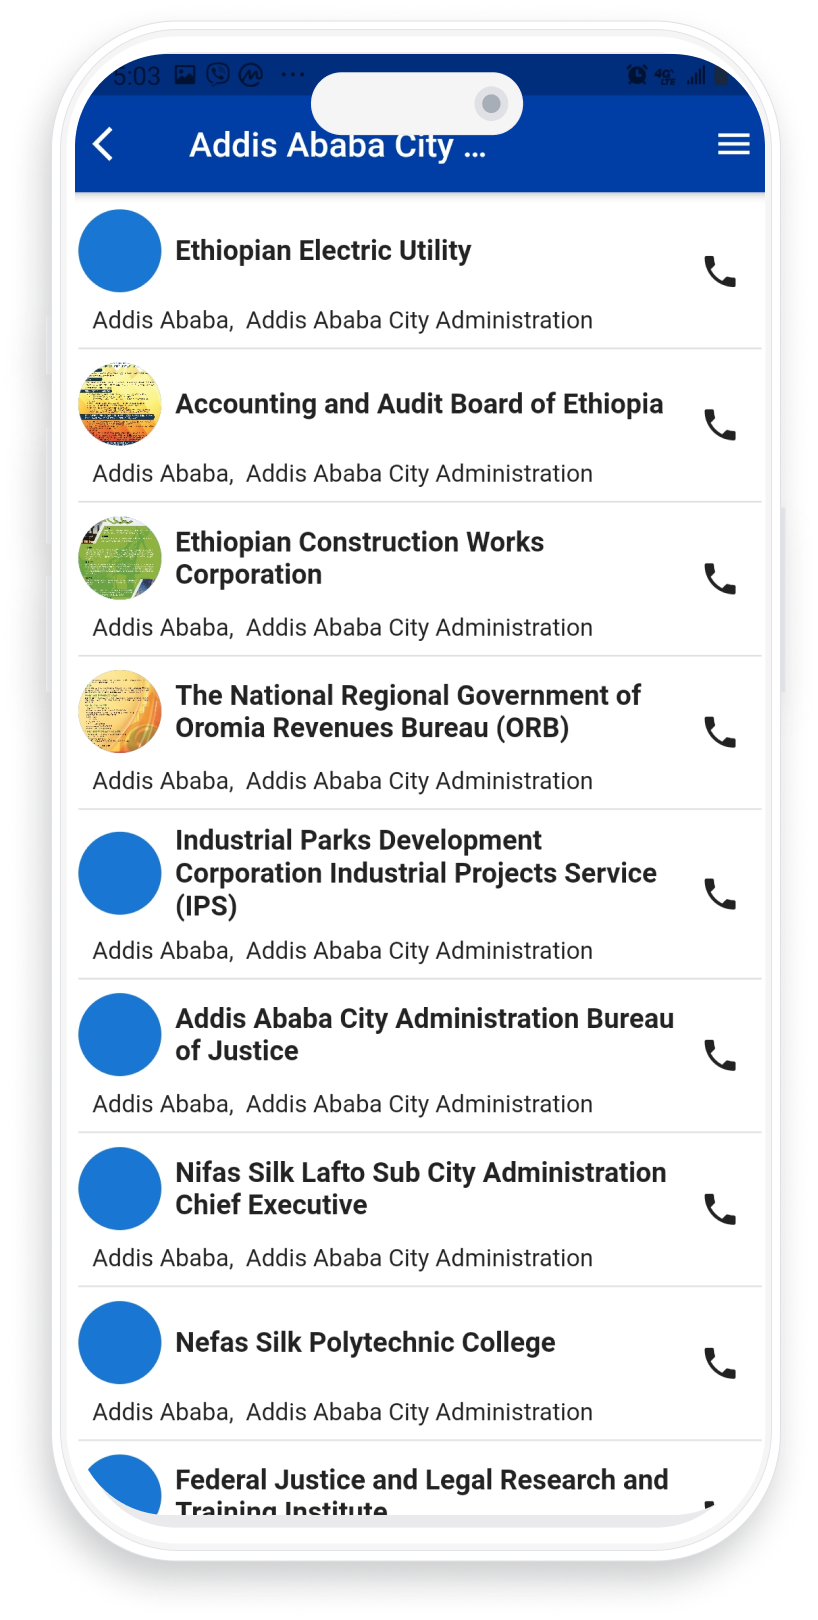 5:03
4G
LTE
Addis Ababa City ...
Ethiopian Electric Utility
Addis Ababa, Addis Ababa City Administration
Accounting and Audit Board of Ethiopia
Addis Ababa, Addis Ababa City Administration
Ethiopian Construction Works
Corporation
Addis Ababa, Addis Ababa City Administration
The National Regional Government of
Oromia Revenues Bureau (ORB)
Addis Ababa, Addis Ababa City Administration
Industrial Parks Development
Corporation Industrial Projects Service
(IPS)
Addis Ababa, Addis Ababa City Administration
Addis Ababa City Administration Bureau
of Justice
Addis Ababa, Addis Ababa City Administration
Nifas Silk Lafto Sub City Administration
Chief Executive
Addis Ababa, Addis Ababa City Administration
Nefas Silk Polytechnic College
Addis Ababa, Addis Ababa City Administration
Federal Justice and Legal Research and
Training Institute